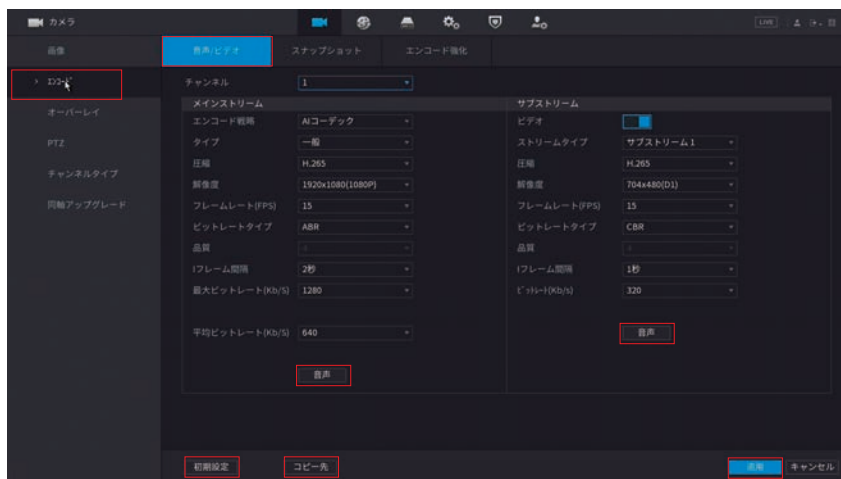 カメラ
LIVE
画像
音声/ビデオ
スナップショット
エンコード強化
エンコード
チャンネル
1
オーバーレイ
PTZ
チャンネルタイプ
同軸アップグレード
メインストリーム
エンコード戦略 AIコーデック
タイプ 一般
圧縮 H.265
解像度 1920x1080(1080P)
フレームレート(FPS) 15
ビットレートタイプ ABR
品質 4
Iフレーム間隔 2秒
最大ビットレート(Kb/S) 1280
平均ビットレート(Kb/S) 640
音声
サブストリーム
ビデオ
ストリームタイプ サブストリーム1
圧縮 H.265
解像度 704x480(D1)
フレームレート(FPS) 15
ビットレートタイプ CBR
品質 4
Iフレーム間隔 1秒
ビットレート(Kb/s) 320
音声
初期設定
コピー先
適用
キャンセル